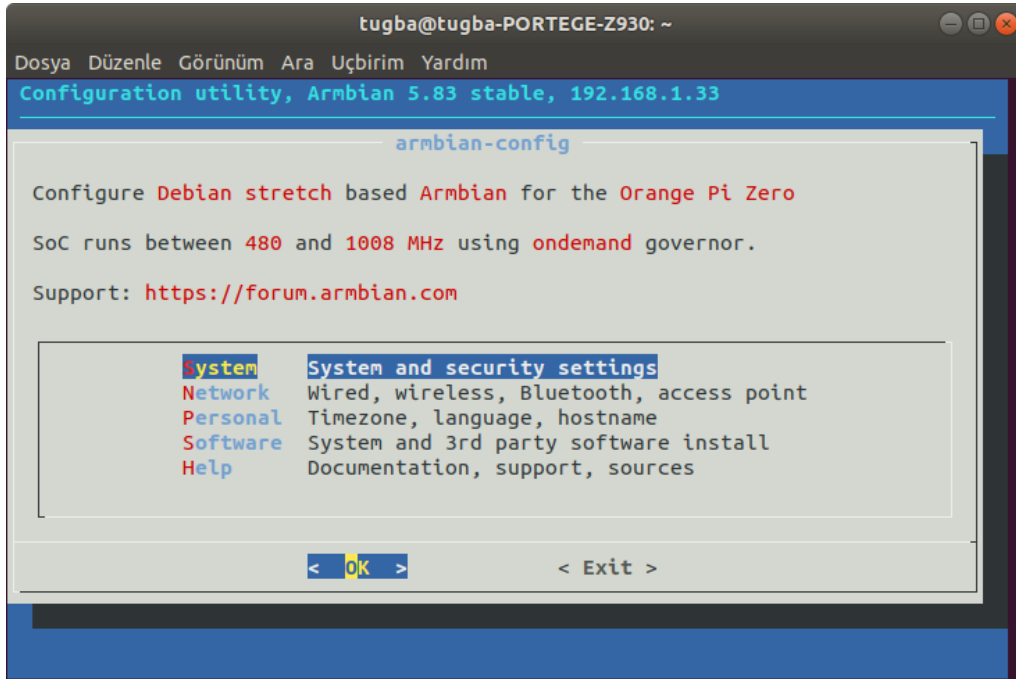 tugba@tugba-PORTEGE-Z930: ~
Dosya Düzenle Görünüm Ara Uçbirim Yardım
Configuration utility, Armbian 5.83 stable, 192.168.1.33
armbian-config
Configure Debian stretch based Armbian for the Orange Pi Zero
SoC runs between 480 and 1008 MHz using ondemand governor.
Support: https://forum.armbian.com
System System and security settings
Network Wired, wireless, Bluetooth, access point
Personal Timezone, language, hostname
Software System and 3rd party software install
Help Documentation, support, sources
< OK > < Exit >